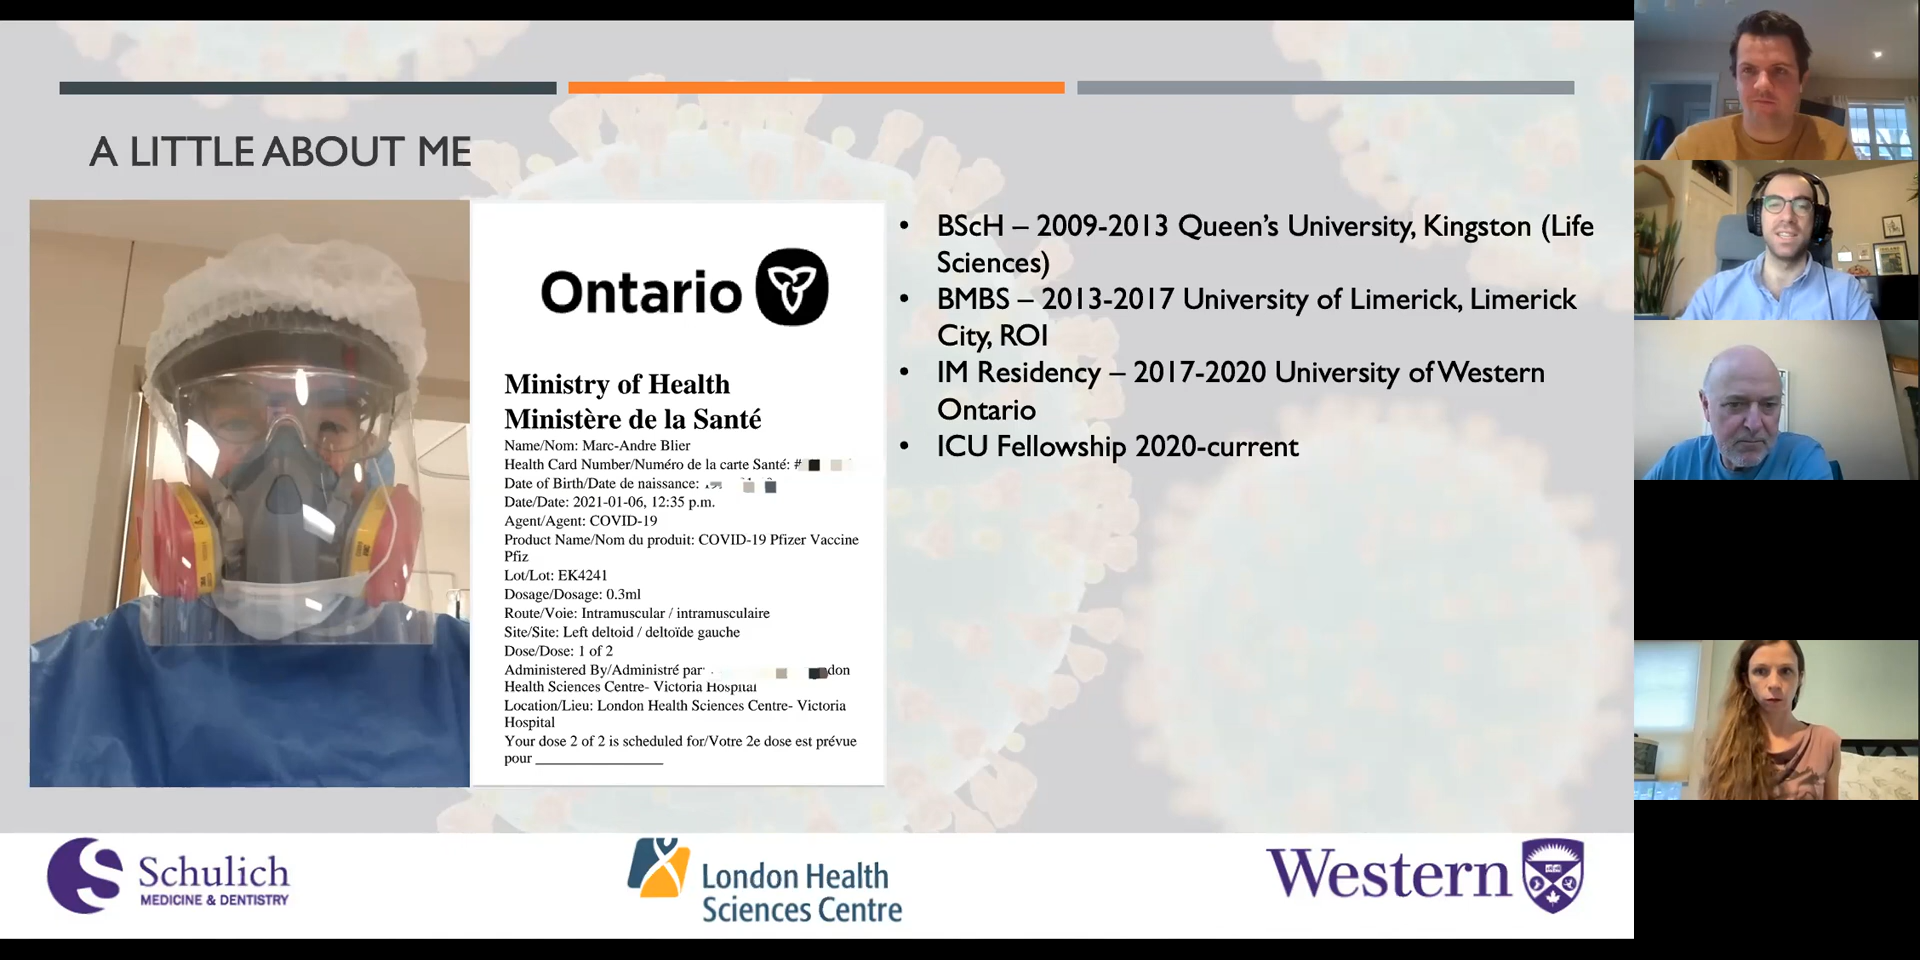 A LITTLE ABOUT ME
Ontario
Ministry of Health
Ministère de la Santé
Name/Nom: Marc-Andre Blier
Health Card Number/Numéro de la carte Santé: #
Date of Birth/Date de naissance:
Date/Date: 2021-01-06, 12:35 p.m.
Agent/Agent: COVID-19
Product Name/Nom du produit: COVID-19 Pfizer Vaccine
Pfiz
Lot/Lot: EK4241
Dosage/Dosage: 0.3ml
Route/Voie: Intramuscular / intramusculaire
Site/Site: Left deltoid / deltoïde gauche
Dose/Dose: 1 of 2
Administered By/Administré par
Health Sciences Centre- Victoria Hospital
Location/Lieu: London Health Sciences Centre- Victoria
Hospital
Your dose 2 of 2 is scheduled for/Votre 2e dose est prévue
pour
• BScH – 2009-2013 Queen's University, Kingston (Life
Sciences)
• BMBS – 2013-2017 University of Limerick, Limerick
City, ROI
• IM Residency – 2017-2020 University of Western
Ontario
• ICU Fellowship 2020-current
Schulich
MEDICINE & DENTISTRY
London Health
Sciences Centre
Western